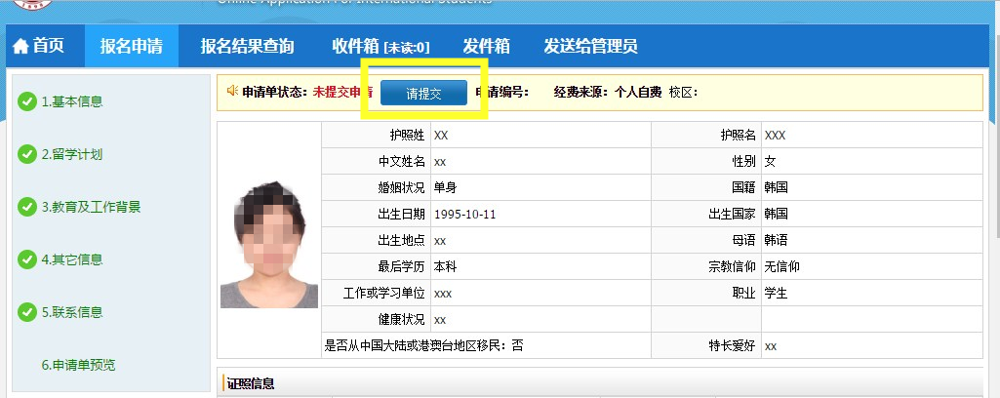 1895
Online Application For International Students
首页 报名申请 报名结果查询 收件箱 [未读:0] 发件箱 发送给管理员
申请单状态：未提交申请 请提交 申请编号： 经费来源：个人自费 校区：
1.基本信息
2.留学计划
3.教育及工作背景
4.其它信息
5.联系信息
6.申请单预览
护照姓 XX 护照名 XXX
中文姓名 xx 性别 女
婚姻状况 单身 国籍 韩国
出生日期 1995-10-11 出生国家 韩国
出生地点 xx 母语 韩语
最后学历 本科 宗教信仰 无信仰
工作或学习单位 xxx 职业 学生
健康状况 xx
是否从中国大陆或港澳台地区移民：否 特长爱好 xx
证照信息